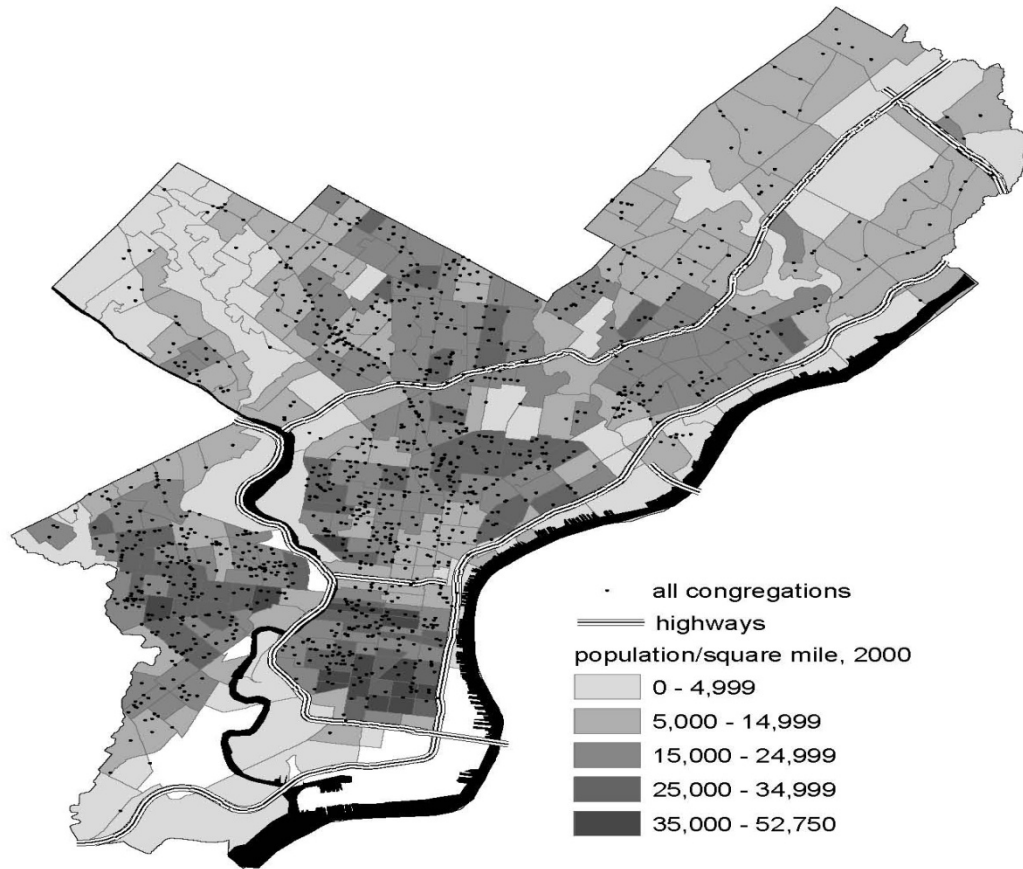 all congregations
highways
population/square mile, 2000
0 - 4,999
5,000 - 14,999
15,000 - 24,999
25,000 - 34,999
35,000 - 52,750